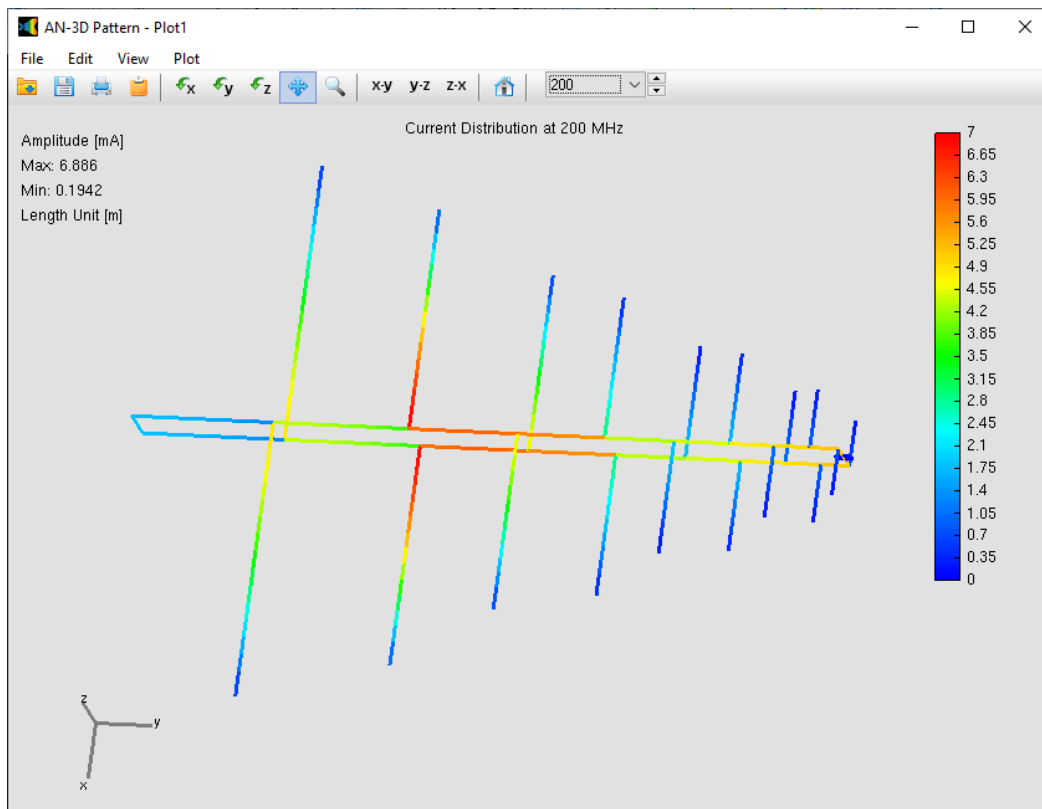 AN-3D Pattern - Plot1
File Edit View Plot
x y z x-y y-z z-x 200
Current Distribution at 200 MHz
Amplitude [mA]
Max: 6.886
Min: 0.1942
Length Unit [m]
7
6.65
6.3
5.95
5.6
5.25
4.9
4.55
4.2
3.85
3.5
3.15
2.8
2.45
2.1
1.75
1.4
1.05
0.7
0.35
0
z
y
x